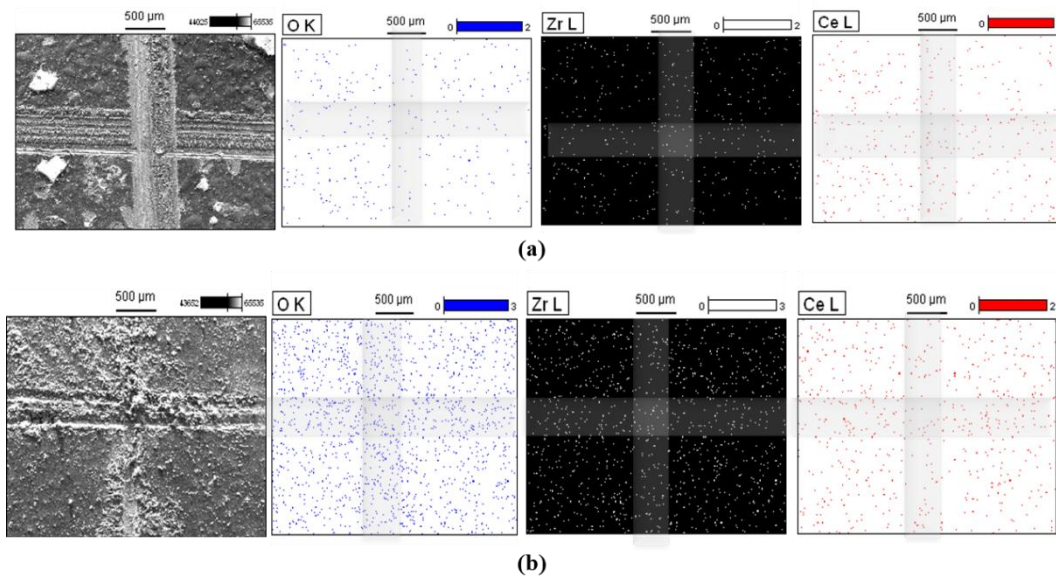 500 µm 44025 65535
O K 500 µm 0 2
Zr L 500 µm 0 2
Ce L 500 µm 0
(a)
500 µm 43652 65535
O K 500 µm 0 3
Zr L 500 µm 0 3
Ce L 500 µm 0 2
(b)